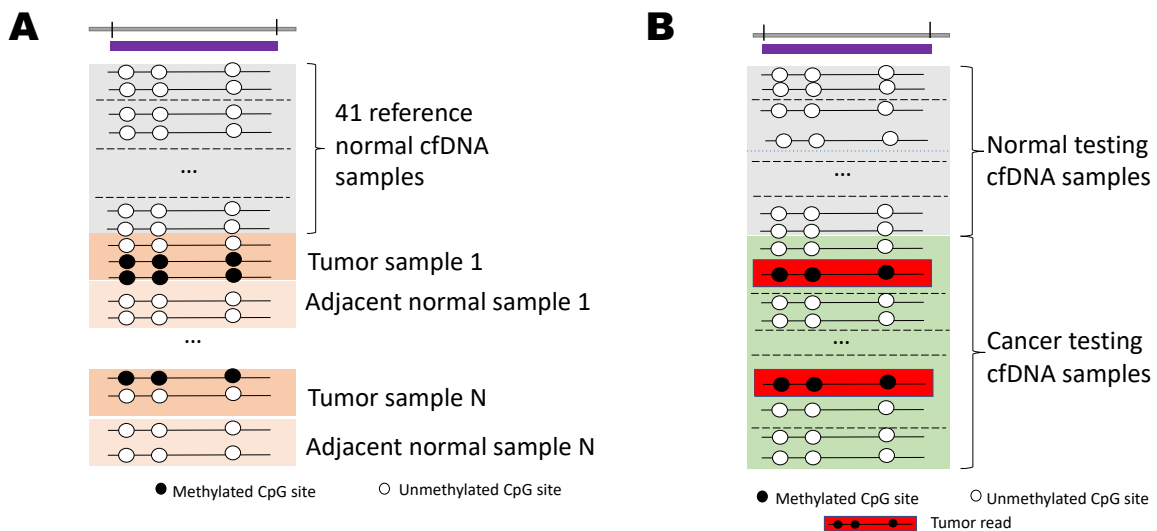 A
41 reference
normal cfDNA
samples
...
Tumor sample 1
Adjacent normal sample 1
...
Tumor sample N
Adjacent normal sample N
Methylated CpG site
Unmethylated CpG site
B
Normal testing
cfDNA samples
...
Cancer testing
cfDNA samples
...
Methylated CpG site
Unmethylated CpG site
Tumor read